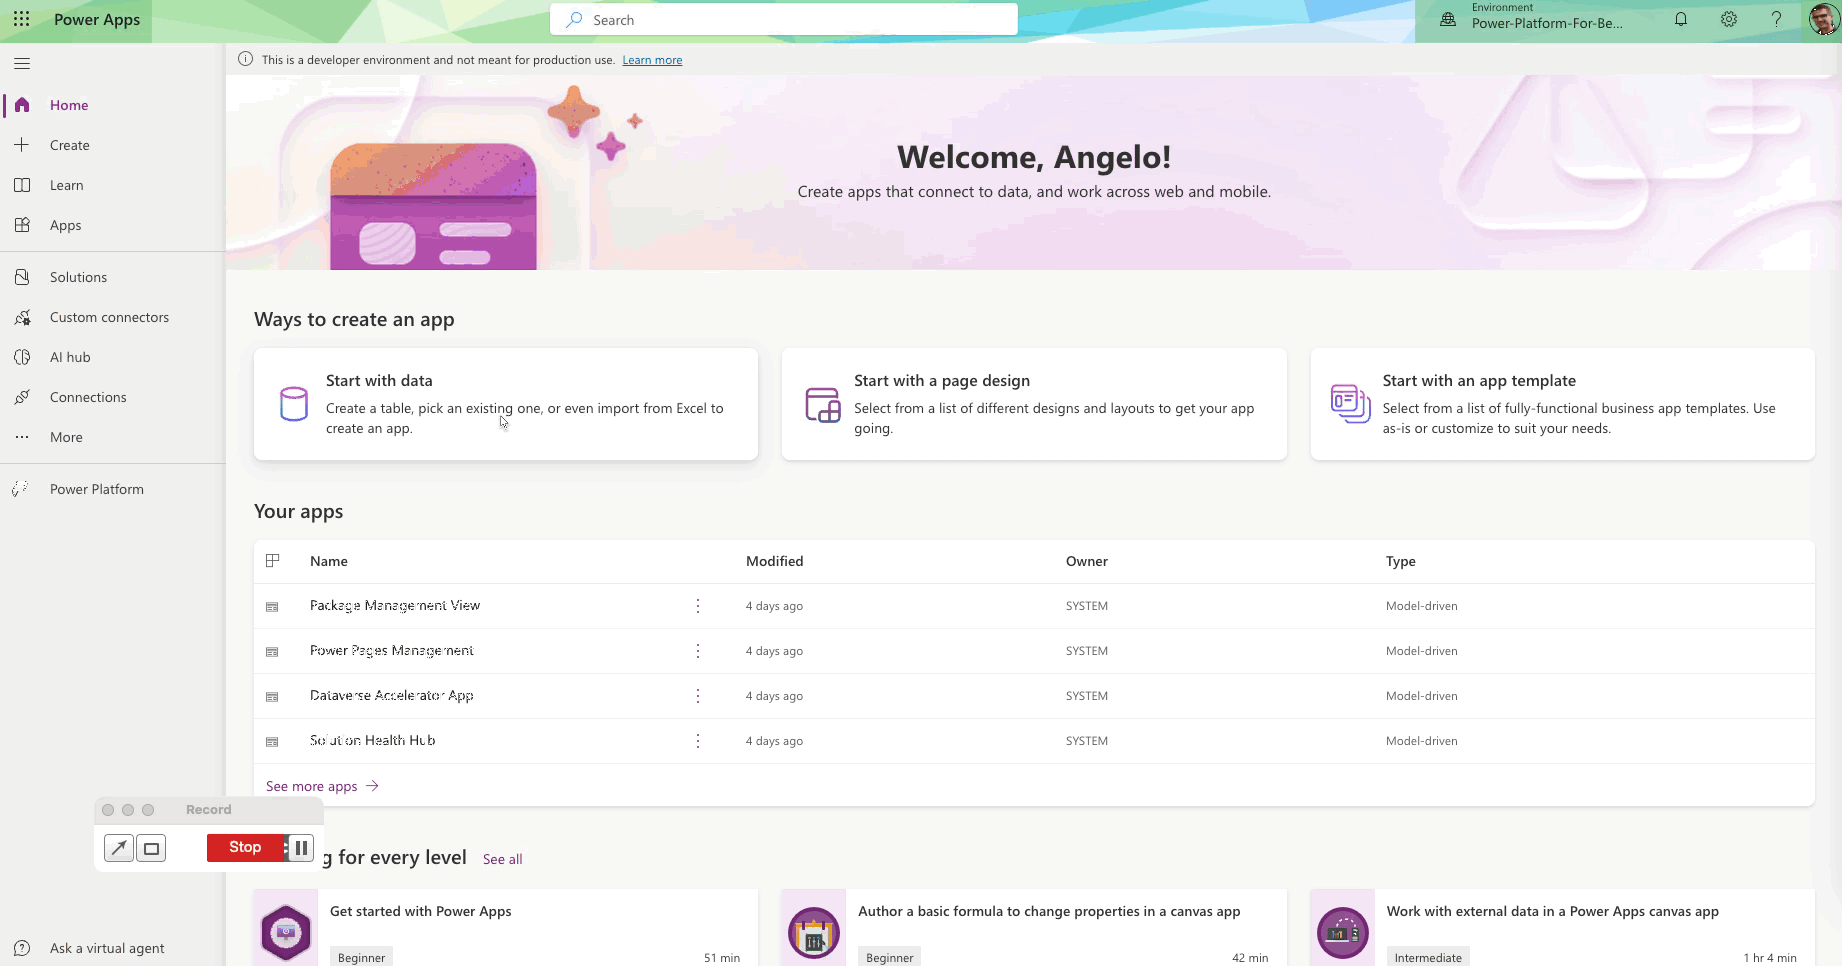 Power Apps
Search
Environment
Power-Platform-For-Be...
This is a developer environment and not meant for production use. Learn more
Home
Create
Learn
Apps
Solutions
Custom connectors
AI hub
Connections
More
Power Platform
Ask a virtual agent
Welcome, Angelo!
Create apps that connect to data, and work across web and mobile.
Ways to create an app
Start with data
Create a table, pick an existing one, or even import from Excel to
create an app.
Start with a page design
Select from a list of different designs and layouts to get your app
going.
Start with an app template
Select from a list of fully-functional business app templates. Use
as-is or customize to suit your needs.
Your apps
Name Modified Owner Type
Package Management View 4 days ago SYSTEM Model-driven
Power Pages Management 4 days ago SYSTEM Model-driven
Dataverse Accelerator App 4 days ago SYSTEM Model-driven
Solution Health Hub 4 days ago SYSTEM Model-driven
See more apps
Record
Stop
g for every level See all
Get started with Power Apps
Beginner 51 min
Author a basic formula to change properties in a canvas app
Beginner 42 min
Work with external data in a Power Apps canvas app
Intermediate 1 hr 4 min